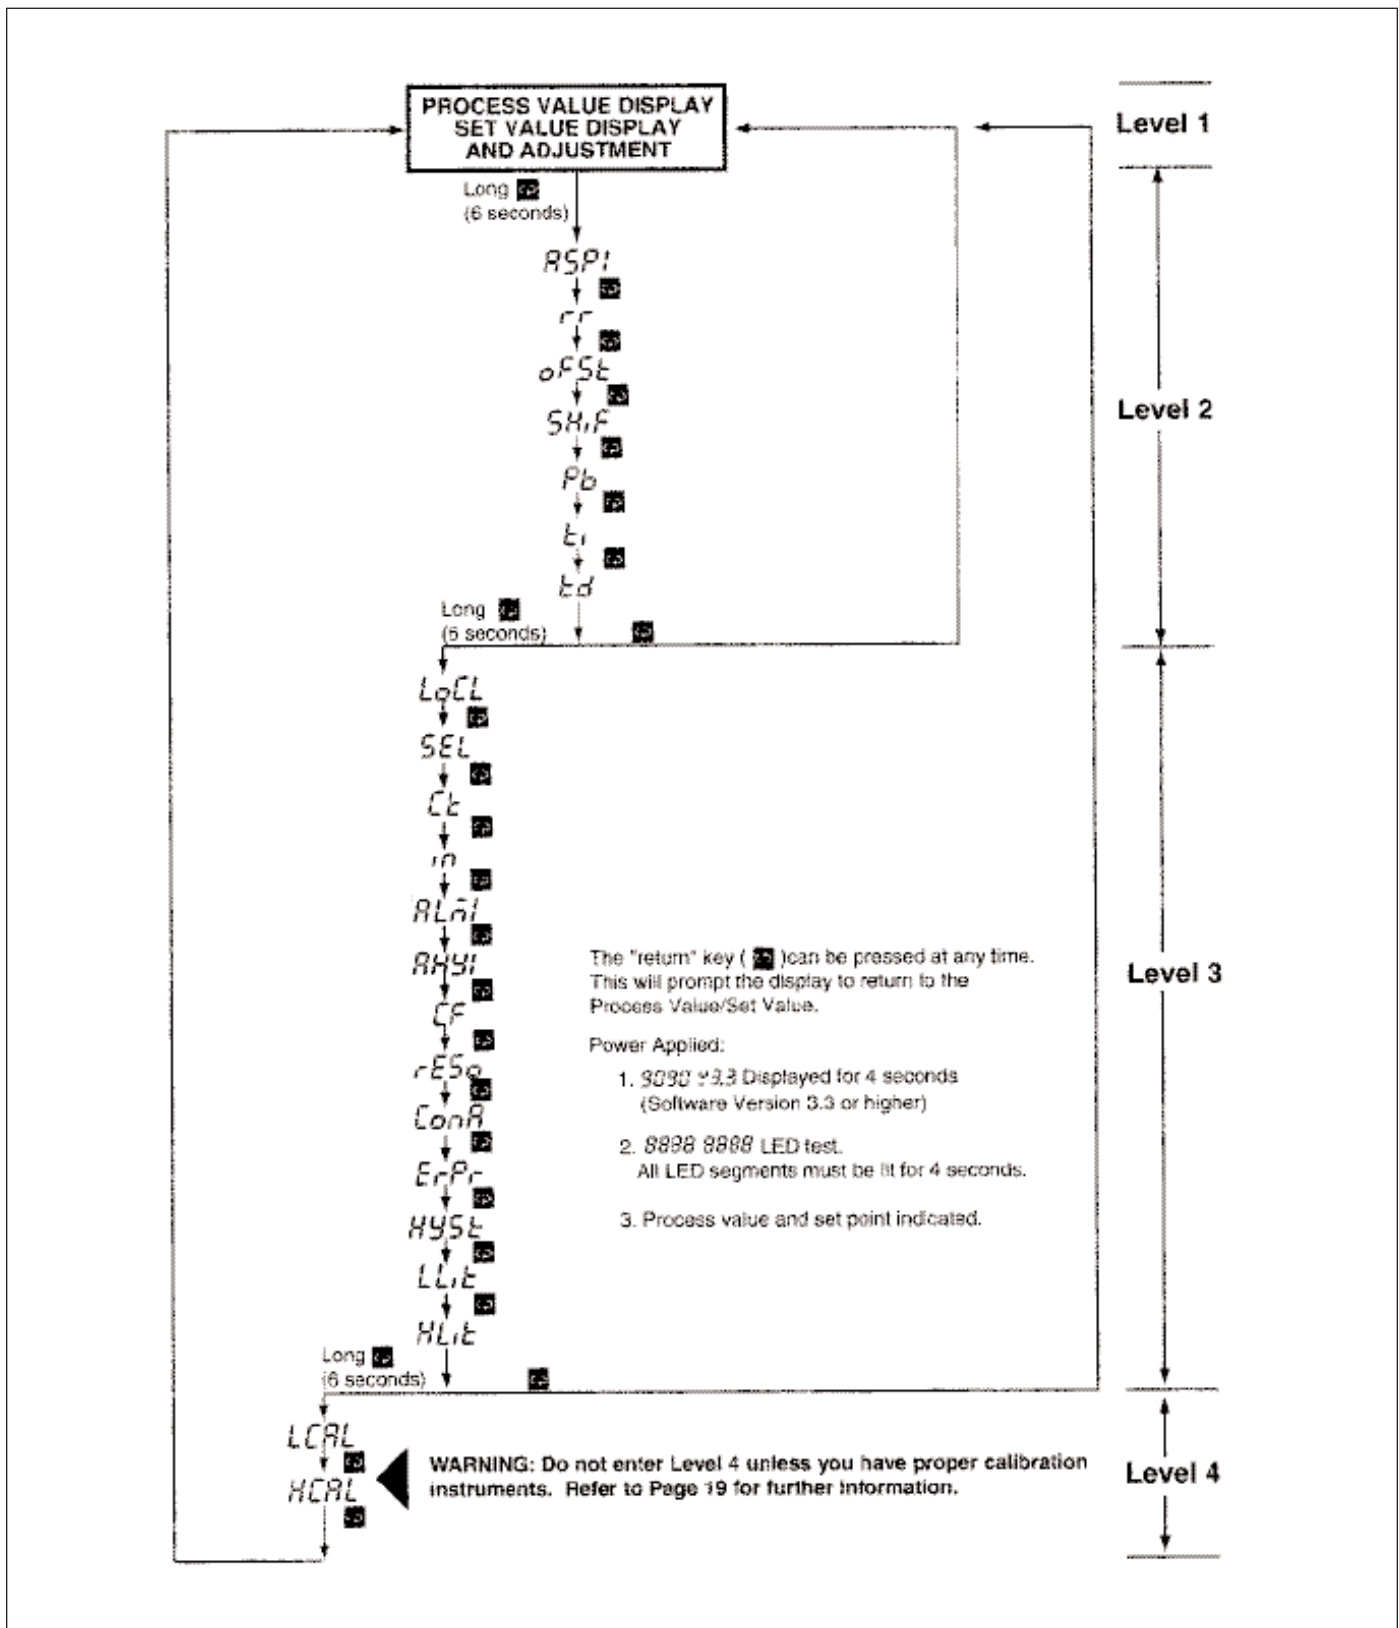 PROCESS VALUE DISPLAY
SET VALUE DISPLAY
AND ADJUSTMENT
Level 1
Long
(6 seconds)
ASP1
rr
oFSt
SHiF
Pb
ti
td
Level 2
Long
(6 seconds)
LoCL
SEL
Ct
in
ALM1
AHY1
CF
rESo
ConA
ErPr
HYSt
LLit
HLit
The "return" key ( )can be pressed at any time.
This will prompt the display to return to the
Process Value/Set Value.
Power Applied:
1. 9090 Displayed for 4 seconds
(Software Version 3.3 or higher)
2. 8888 8888 LED test.
All LED segments must be lit for 4 seconds.
3. Process value and set point indicated.
Level 3
Long
(6 seconds)
LCAL
HCAL
WARNING: Do not enter Level 4 unless you have proper calibration
instruments. Refer to Page 19 for further information.
Level 4